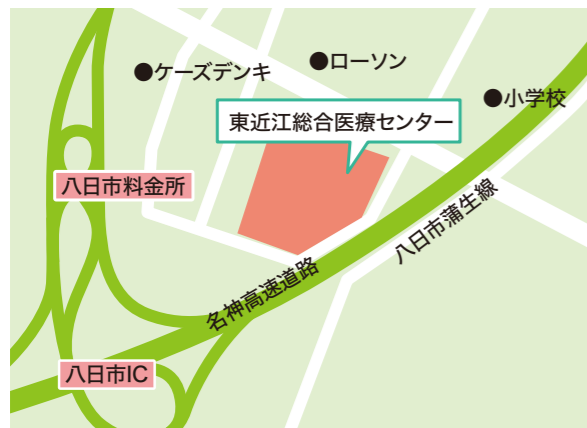 ●ローソン
●ケーズデンキ
●小学校
東近江総合医療センター
八日市料金所
八日市蒲生線
名神高速道路
八日市IC